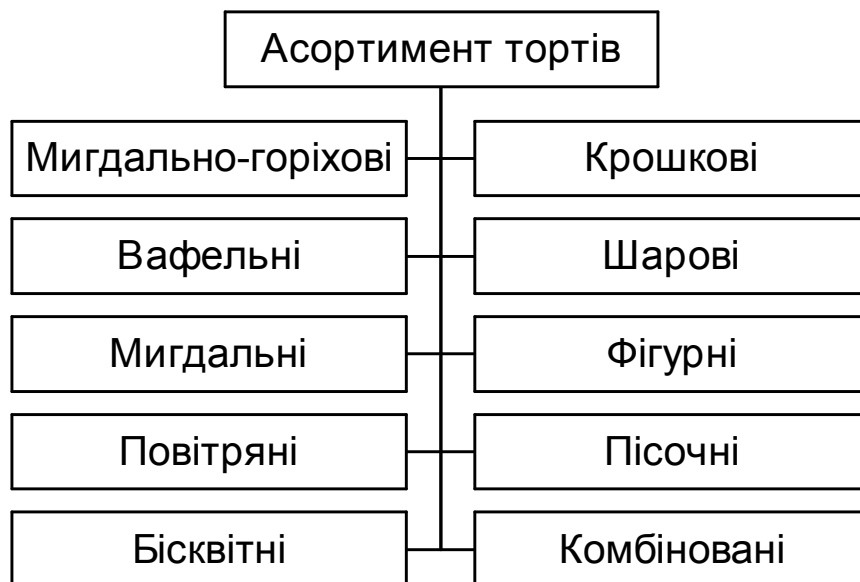 Асортимент тортів
Мигдально-горіхові
Крошкові
Вафельні
Шарові
Мигдальні
Фігурні
Повітряні
Пісочні
Бісквітні
Комбіновані